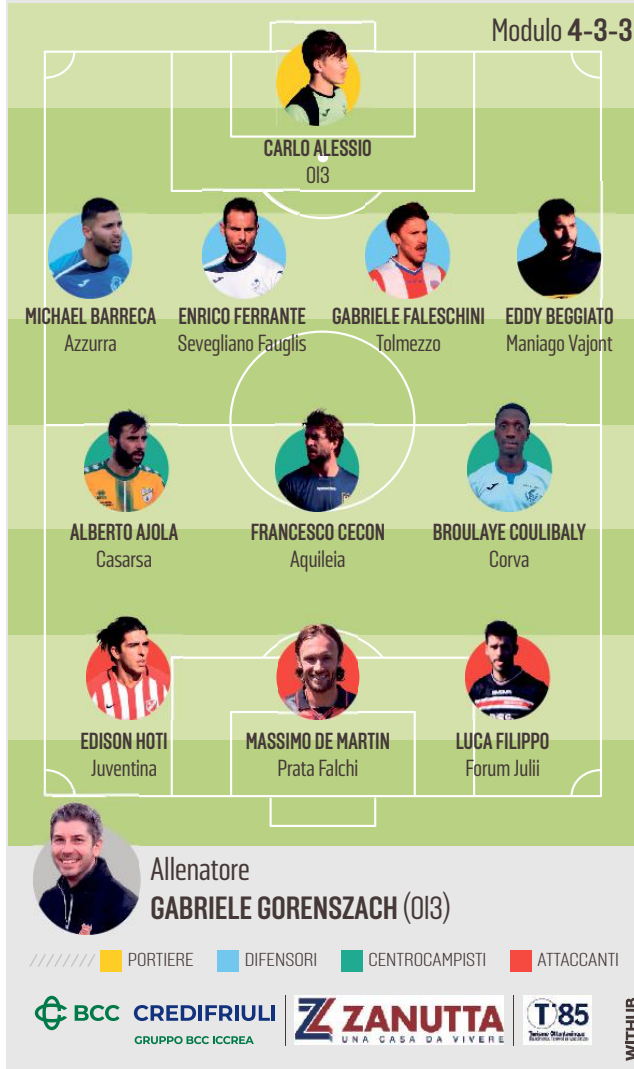 Modulo 4-3-3
CARLO ALESSIO
OI3
MICHAEL BARRECA
Azzurra
ENRICO FERRANTE
Sevegliano Fauglis
GABRIELE FALESCHINI
Tolmezzo
EDDY BEGGIATO
Maniago Vajont
ALBERTO AJOLA
Casarsa
FRANCESCO CECON
Aquileia
BROULAYE COULIBALY
Corva
EDISON HOTI
Juventina
MASSIMO DE MARTIN
Prata Falchi
LUCA FILIPPO
Forum Julii
Allenatore
GABRIELE GORENSZACH (OI3)
PORTIERE DIFENSORI CENTROCAMPISTI ATTACCANTI
BCC CREDIFRIULI
GRUPPO BCC ICCREA
ZANUTTA
UNA CASA DA VIVERE
T85
WITHUB